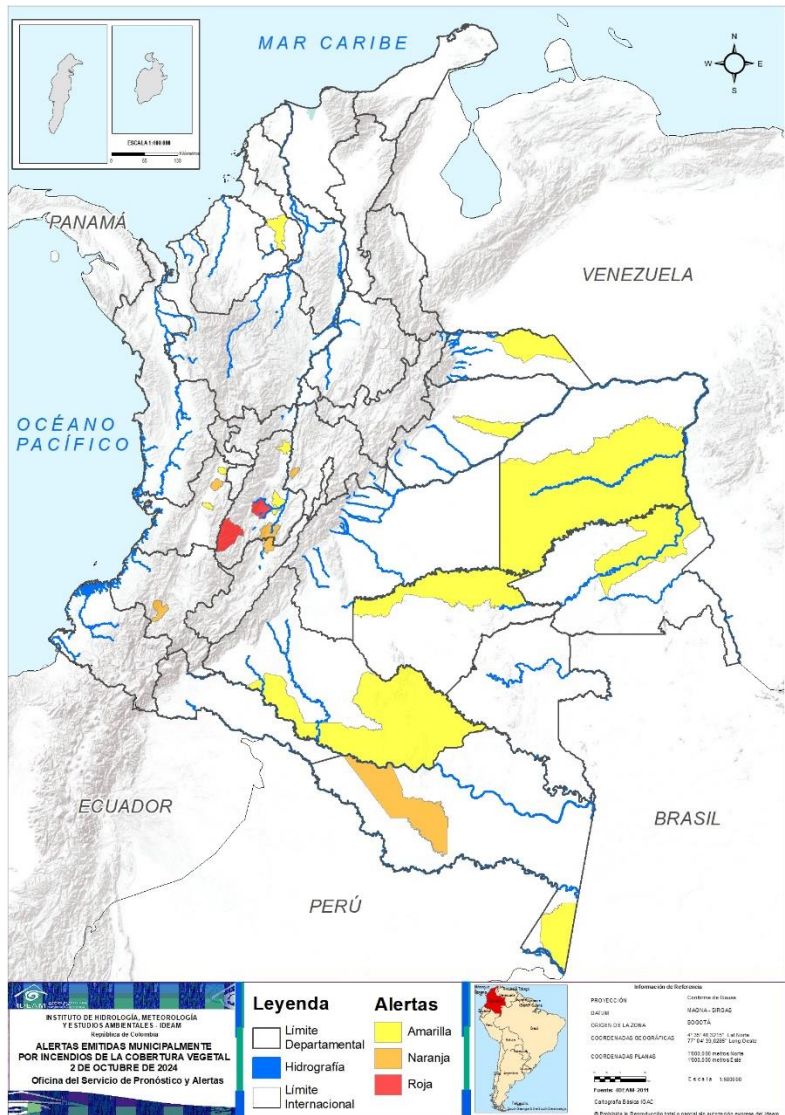 MAR CARIBE
N
W
E
S
ESCALA 1:100.000
PANAMÁ
VENEZUELA
OCÉANO
PACÍFICO
ECUADOR
BRASIL
PERÚ
IDEAM
INSTITUTO DE HIDROLOGÍA, METEOROLOGÍA
Y ESTUDIOS AMBIENTALES - IDEAM
República de Colombia
ALERTAS EMITIDAS MUNICIPALMENTE
POR INCENDIOS DE LA COBERTURA VEGETAL
2 DE OCTUBRE DE 2024
Oficina del Servicio de Pronóstico y Alertas
Leyenda
Límite
Departamental
Hidrografía
Límite
Internacional
Alertas
Amarilla
Naranja
Roja
Información de Referencia
PROYECCIÓN
DATUM
MAGNA - SIRGAS
ORIGEN DE LA ZONA
BOGOTÁ
COORDENADAS GEOGRÁFICAS
COORDENADAS PLANAS
1'000.000 metros Norte
1'000.000 metros Este
Escala
Fuente: IDEAM
Cartografía Básica IGAC